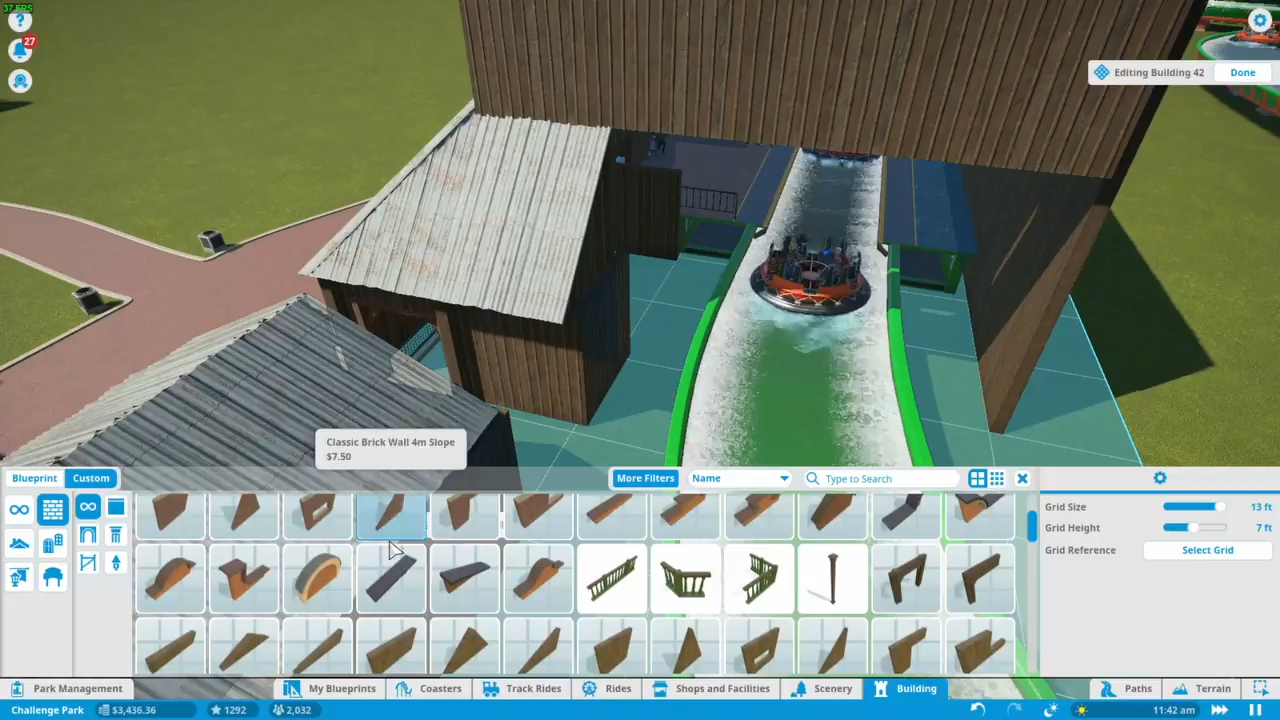 37 FPS
?
27
Editing Building 42
Done
Classic Brick Wall 4m Slope
$7.50
Blueprint
Custom
More Filters
Name
Type to Search
Grid Size
13 ft
Grid Height
7 ft
Grid Reference
Select Grid
Park Management
My Blueprints
Coasters
Track Rides
Rides
Shops and Facilities
Scenery
Building
Paths
Terrain
Challenge Park
$3,436.36
1292
2,032
11:42 am